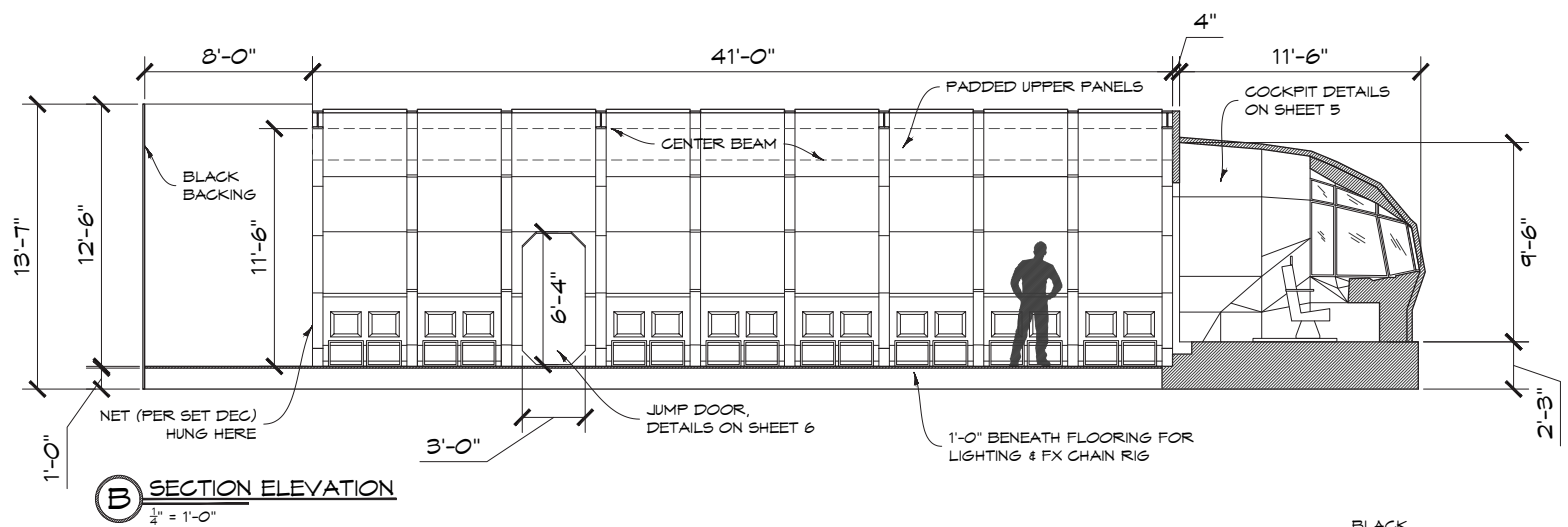 4"
8'-0"
41'-0"
11'-6"
PADDED UPPER PANELS
COCKPIT DETAILS
ON SHEET 5
CENTER BEAM
BLACK
BACKING
13'-7"
12'-6"
11'-6"
6'-4"
9'-6"
NET (PER SET DEC)
HUNG HERE
JUMP DOOR,
DETAILS ON SHEET 6
3'-0"
1'-0" BENEATH FLOORING FOR
LIGHTING & FX CHAIN RIG
1'-0"
2'-3"
B SECTION ELEVATION
1/4" = 1'-0"
BLACK